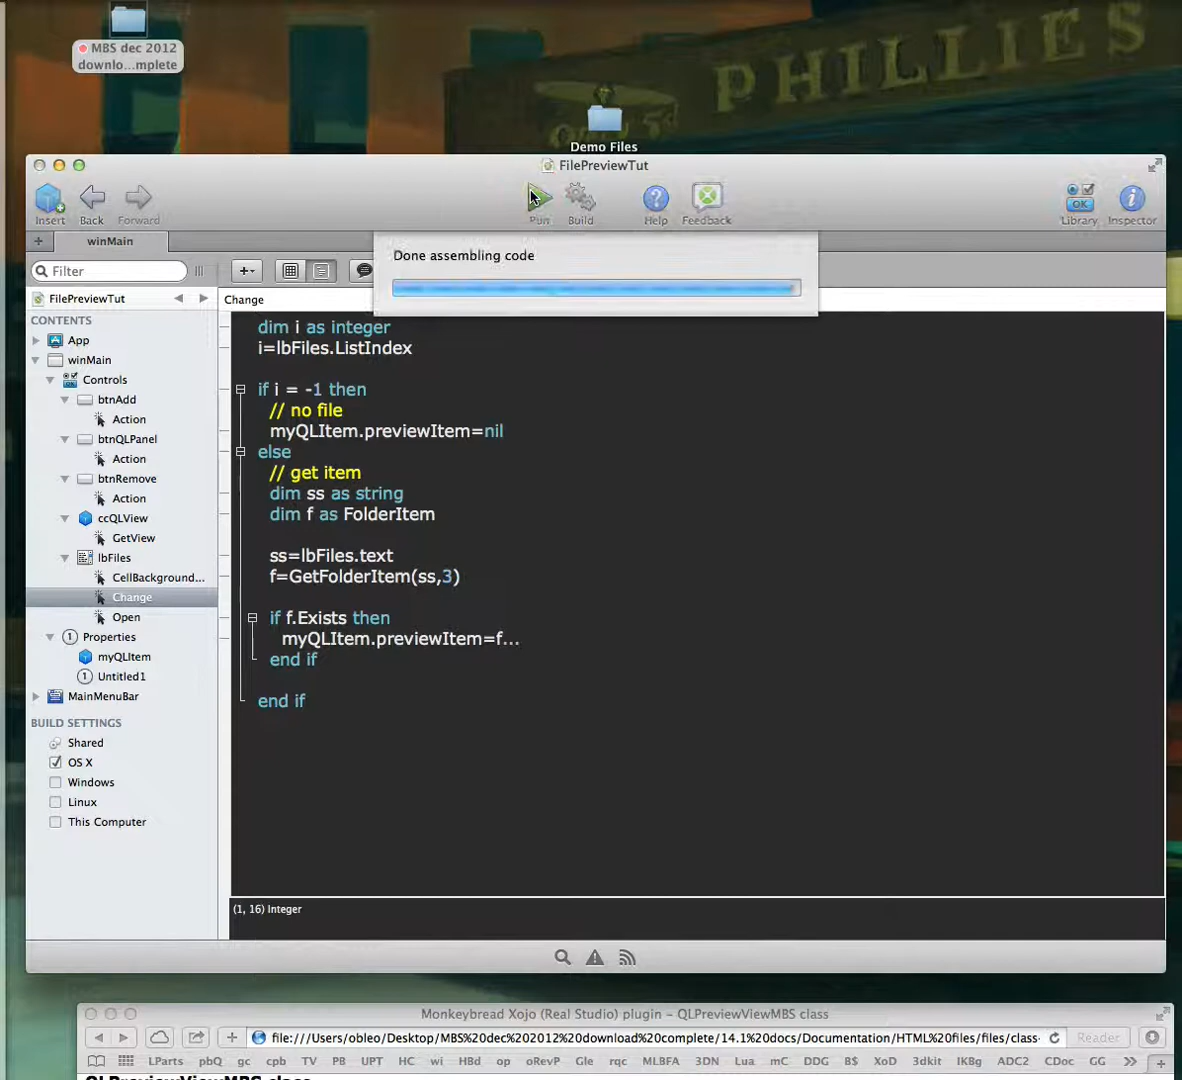 PHILLIES
MBS dec 2012
downlo...mplete
Demo Files
FilePreviewTut
Insert
Back
Forward
Run
Build
Help
Feedback
Library
Inspector
OK
winMain
Filter
Done assembling code
FilePreviewTut
Change
CONTENTS
App
winMain
Controls
btnAdd
Action
btnQLPanel
Action
btnRemove
Action
ccQLView
GetView
lbFiles
CellBackground...
Change
Open
Properties
myQLItem
Untitled1
MainMenuBar
BUILD SETTINGS
Shared
OS X
Windows
Linux
This Computer
dim i as integer
i=lbFiles.ListIndex
if i = -1 then
// no file
myQLItem.previewItem=nil
else
// get item
dim ss as string
dim f as FolderItem
ss=lbFiles.text
f=GetFolderItem(ss,3)
if f.Exists then
myQLItem.previewItem=f...
end if
end if
(1, 16) Integer
Monkeybread Xojo (Real Studio) plugin – QLPreviewViewMBS class
file:///Users/obleo/Desktop/MBS%20dec%202012%20download%20complete/14.1%20docs/Documentation/HTML%20files/files/class-
Reader
LParts pbQ gc cpb TV PB UPT HC wi HBd op oRevP Gle rqc MLBFA 3DN Lua mC DDG B$ XoD 3dkit IKBg ADC2 CDoc GG
QLPreviewViewMBS class